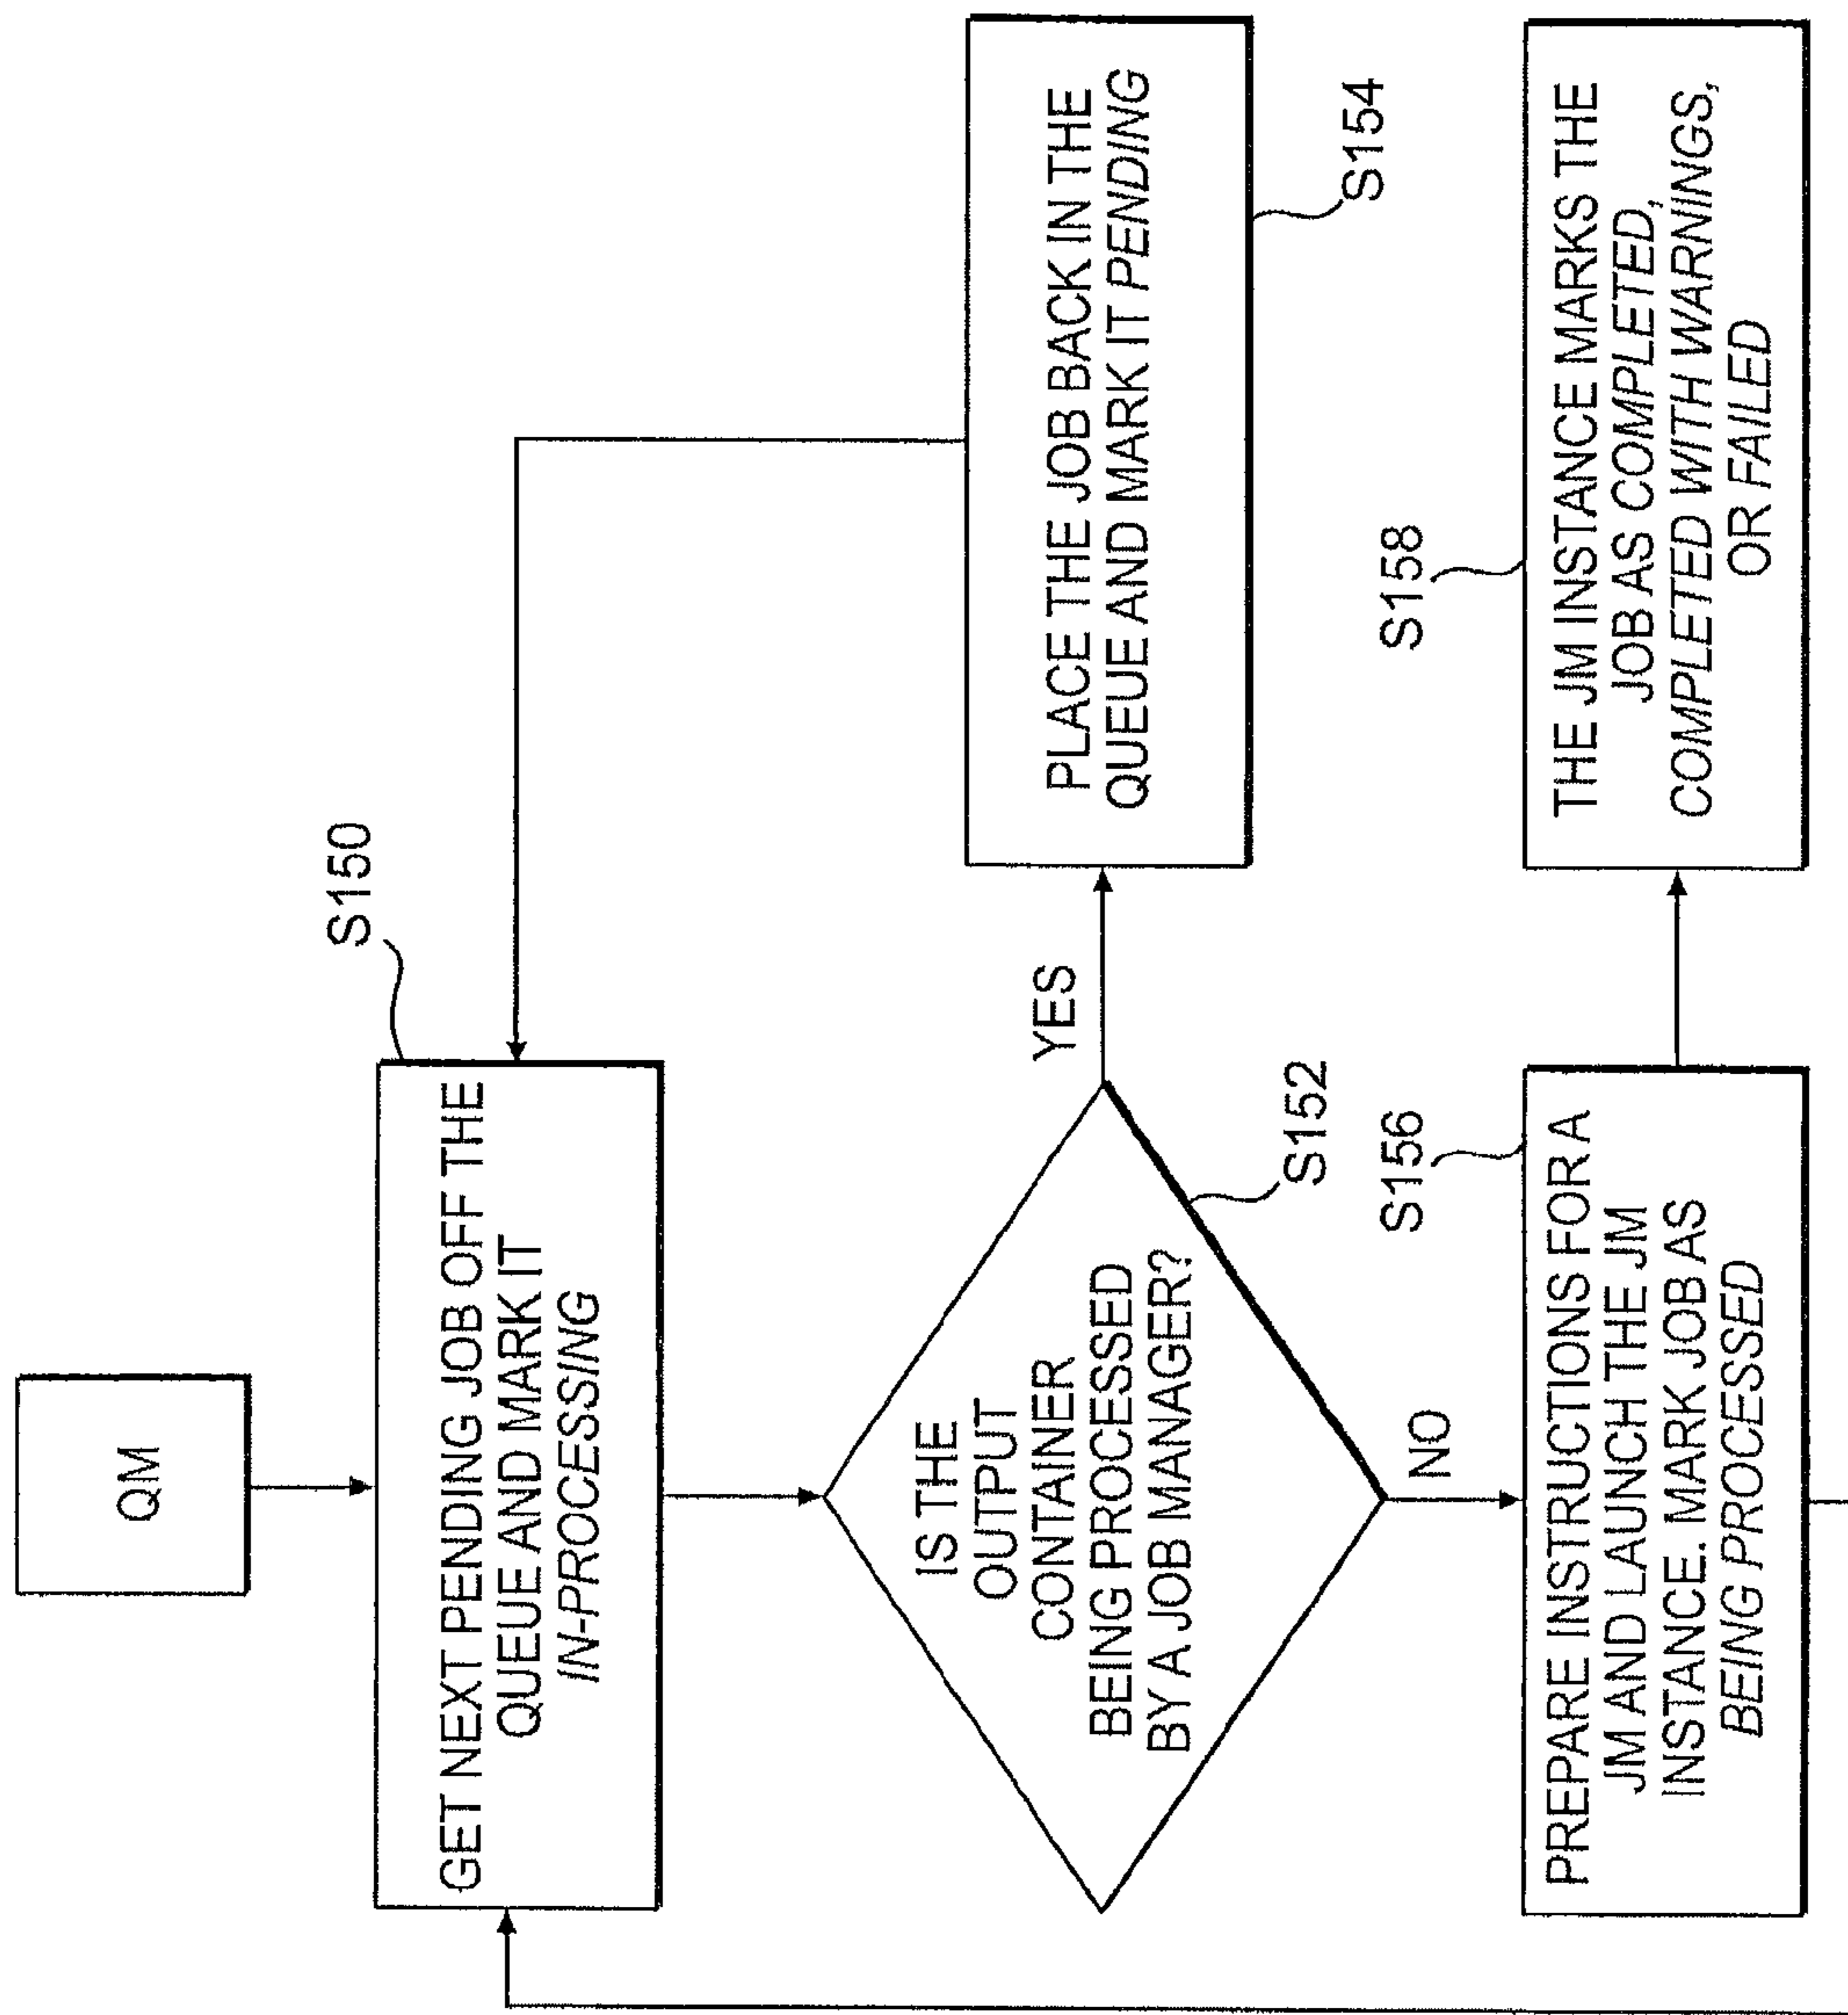 QM
S150
GET NEXT PENDING JOB OFF THE
QUEUE AND MARK IT
IN-PROCESSING
IS THE
OUTPUT
CONTAINER
BEING PROCESSED
BY A JOB MANAGER?
S152
YES
PLACE THE JOB BACK IN THE
QUEUE AND MARK IT PENDING
S154
NO
S156
PREPARE INSTRUCTIONS FOR A
JM AND LAUNCH THE JM
INSTANCE. MARK JOB AS
BEING PROCESSED
S158
THE JM INSTANCE MARKS THE
JOB AS COMPLETED,
COMPLETED WITH WARNINGS,
OR FAILED